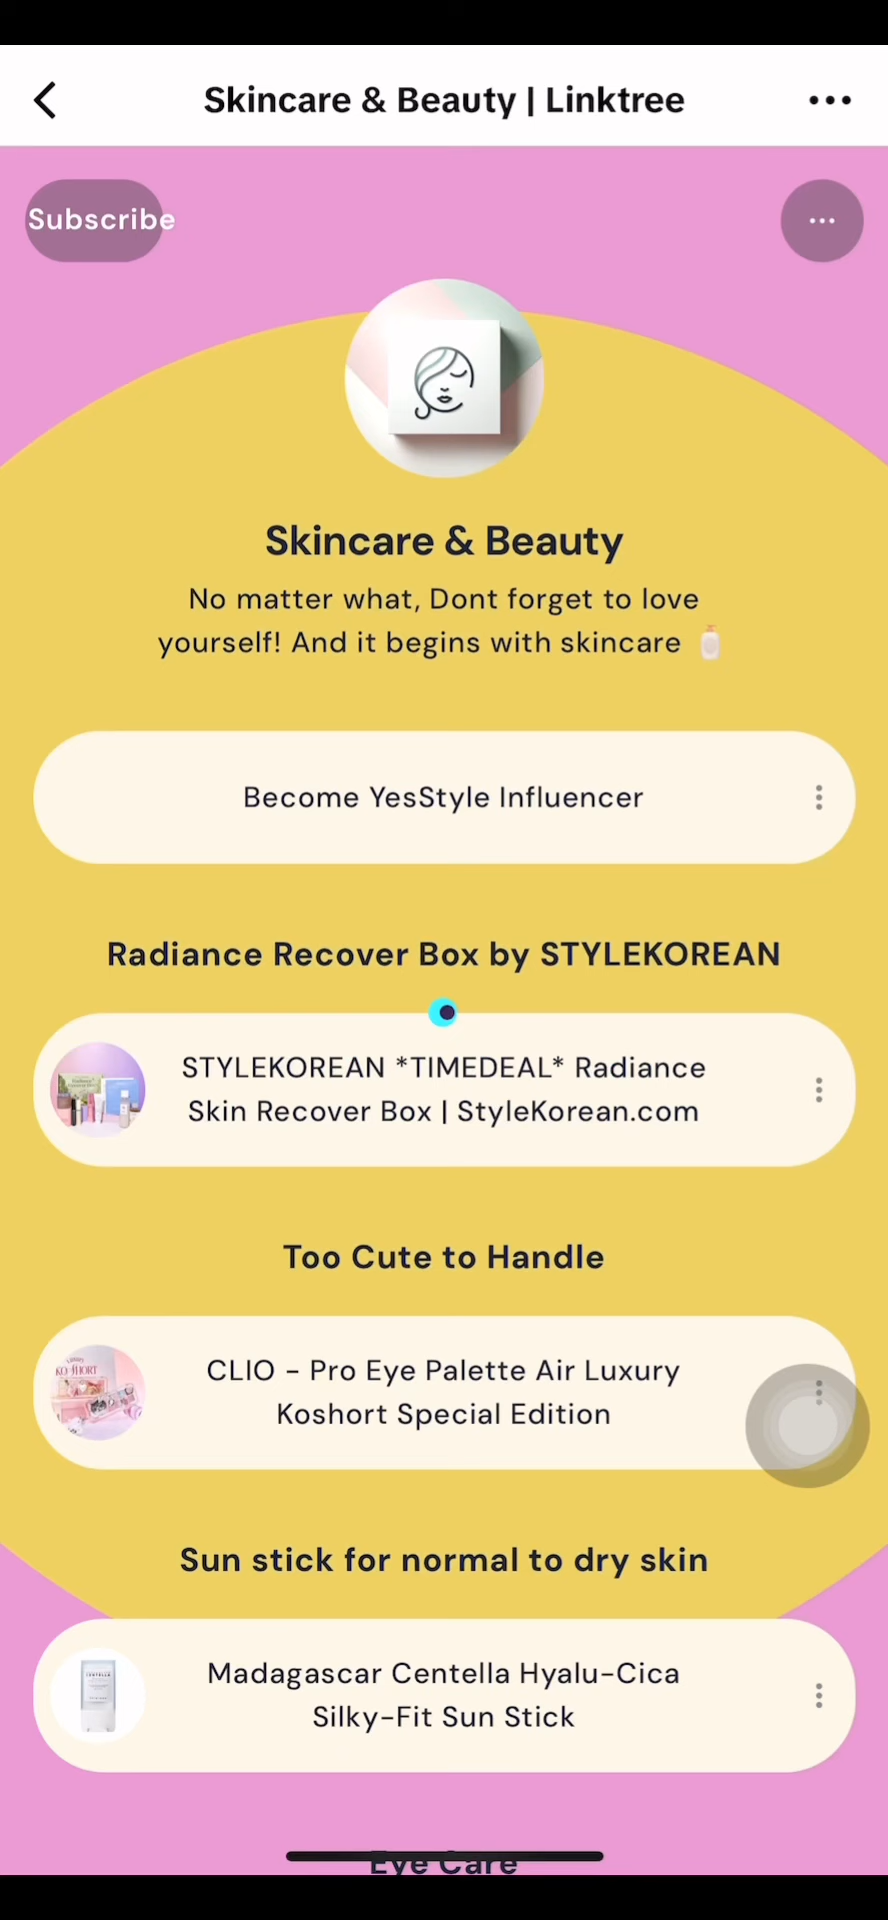 Skincare & Beauty | Linktree
Subscribe
Skincare & Beauty
No matter what, Dont forget to love
yourself! And it begins with skincare 🧴
Become YesStyle Influencer
Radiance Recover Box by STYLEKOREAN
STYLEKOREAN *TIMEDEAL* Radiance
Skin Recover Box | StyleKorean.com
Too Cute to Handle
CLIO - Pro Eye Palette Air Luxury
Koshort Special Edition
Sun stick for normal to dry skin
Madagascar Centella Hyalu-Cica
Silky-Fit Sun Stick
Eye Care